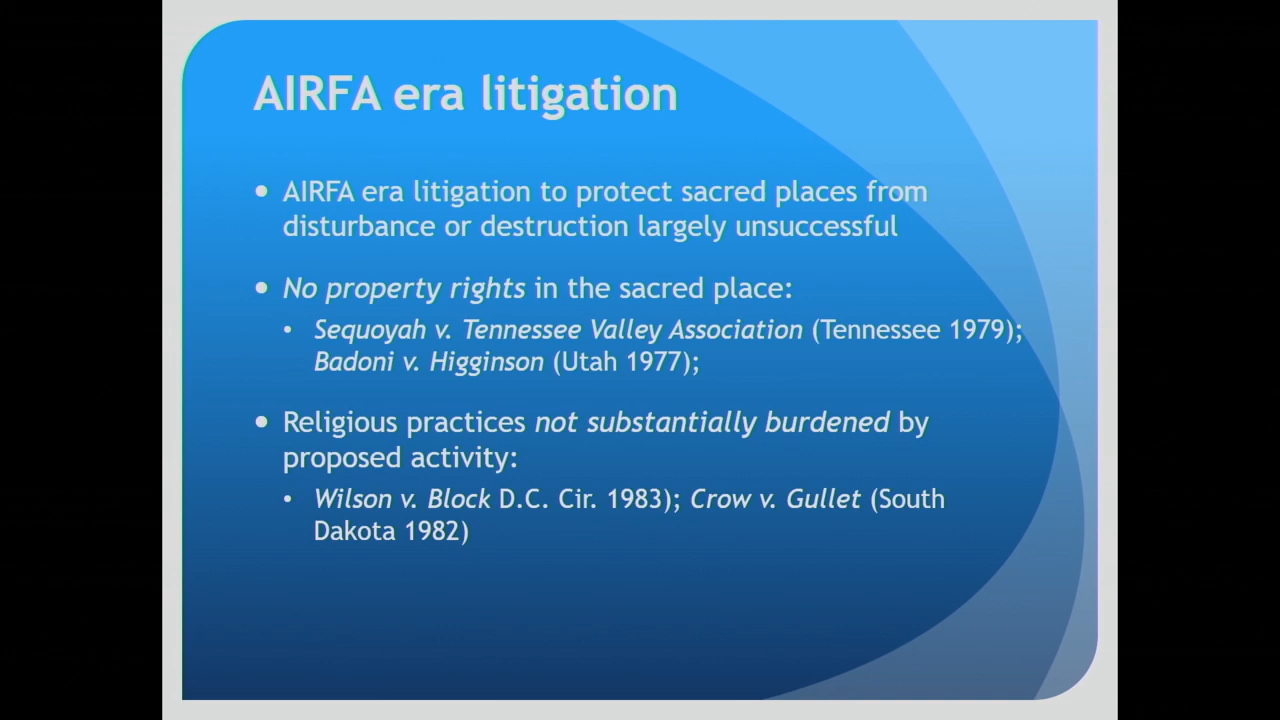 AIRFA era litigation
• AIRFA era litigation to protect sacred places from
disturbance or destruction largely unsuccessful
• No property rights in the sacred place:
• Sequoyah v. Tennessee Valley Association (Tennessee 1979);
Badoni v. Higginson (Utah 1977);
• Religious practices not substantially burdened by
proposed activity:
• Wilson v. Block D.C. Cir. 1983); Crow v. Gullet (South
Dakota 1982)